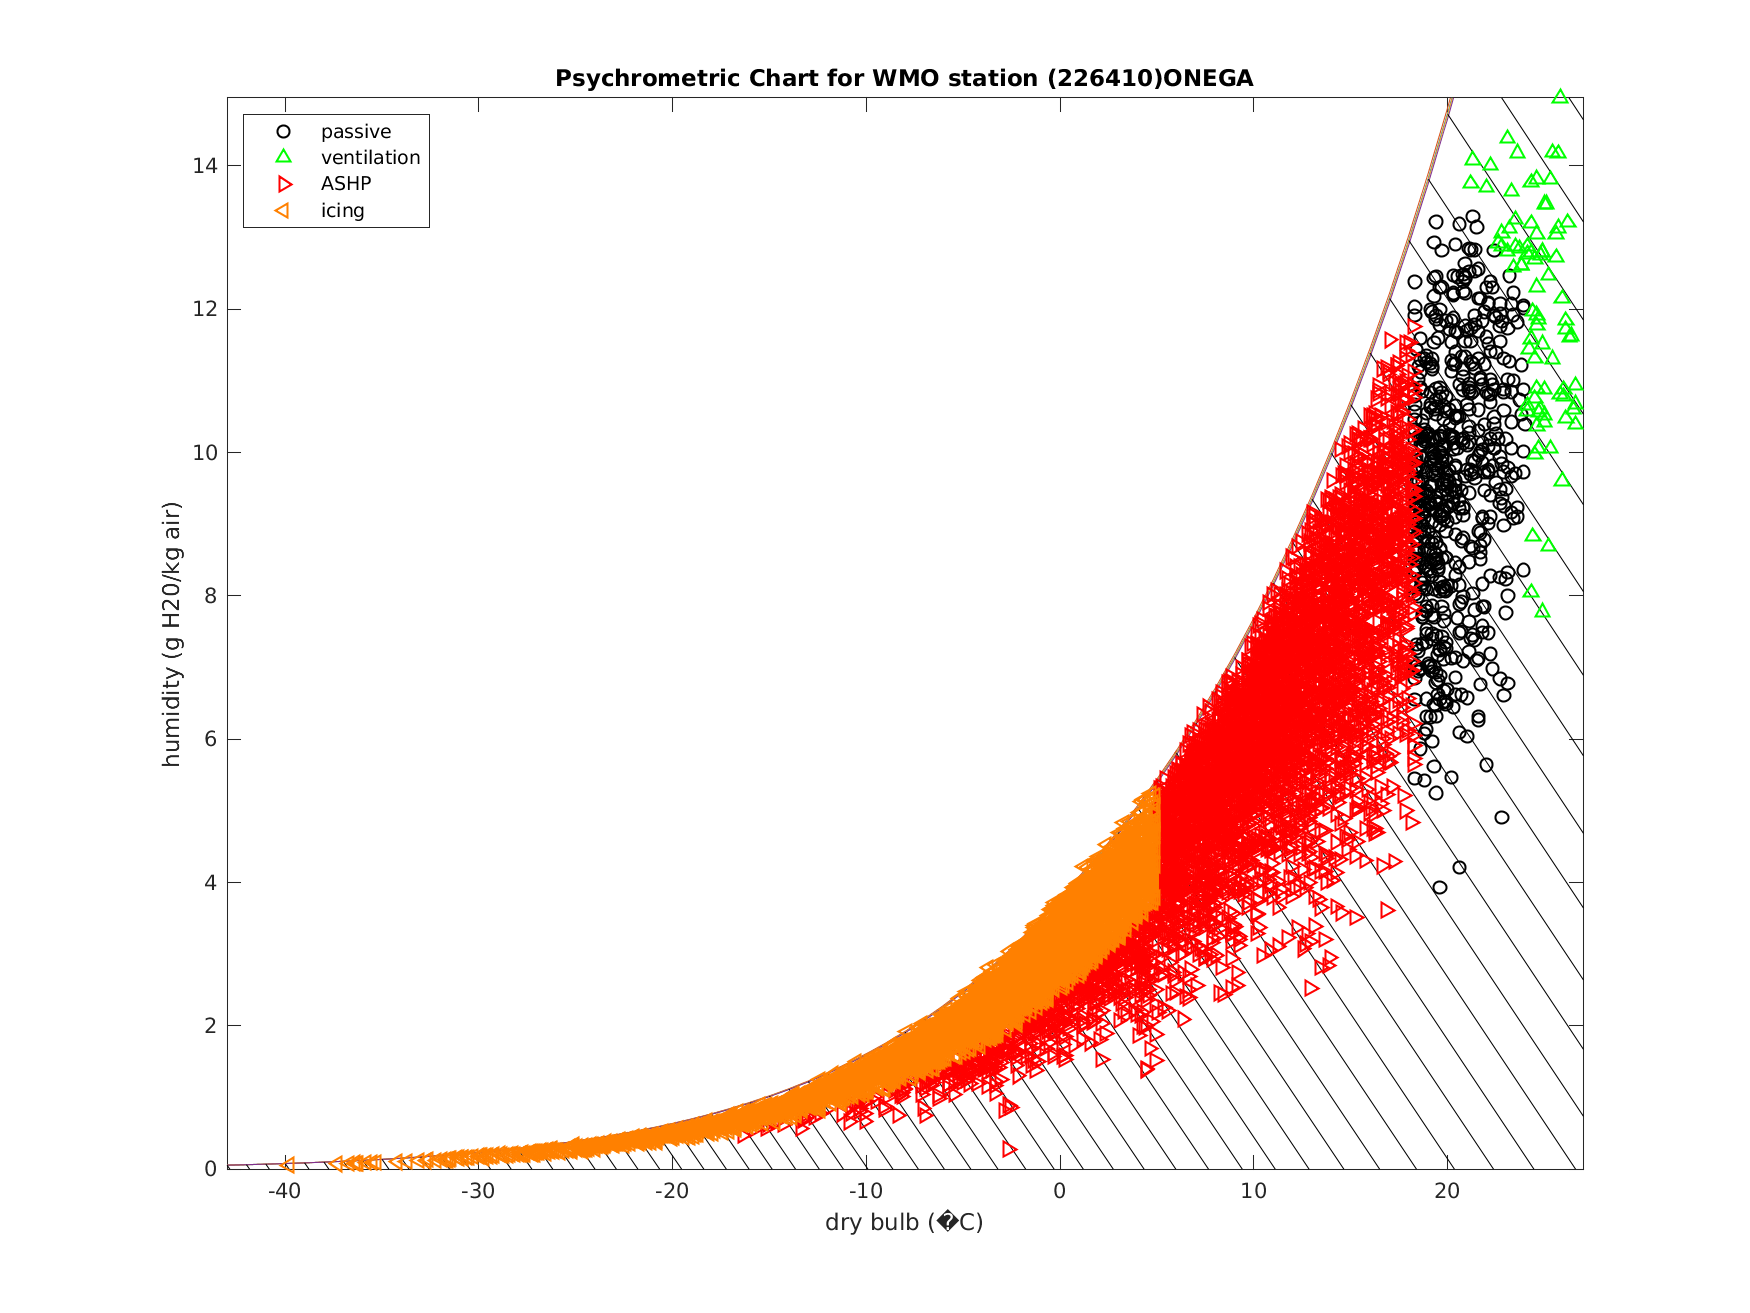 Psychrometric Chart for WMO station (226410)ONEGA
passive
ventilation
ASHP
icing
14
12
10
8
6
4
2
0
humidity (g H20/kg air)
-40 -30 -20 -10 0 10 20
dry bulb (�C)